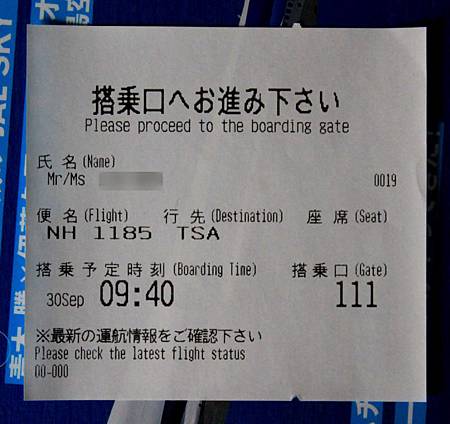 搭乗口へお進み下さい
Please proceed to the boarding gate
氏名(Name)
Mr/Ms
0019
便名(Flight) 行先(Destination) 座席(Seat)
NH 1185 TSA
搭乗予定時刻(Boarding Time) 搭乗口(Gate)
30Sep 09:40 111
※最新の運航情報をご確認下さい
Please check the latest flight status
00-000